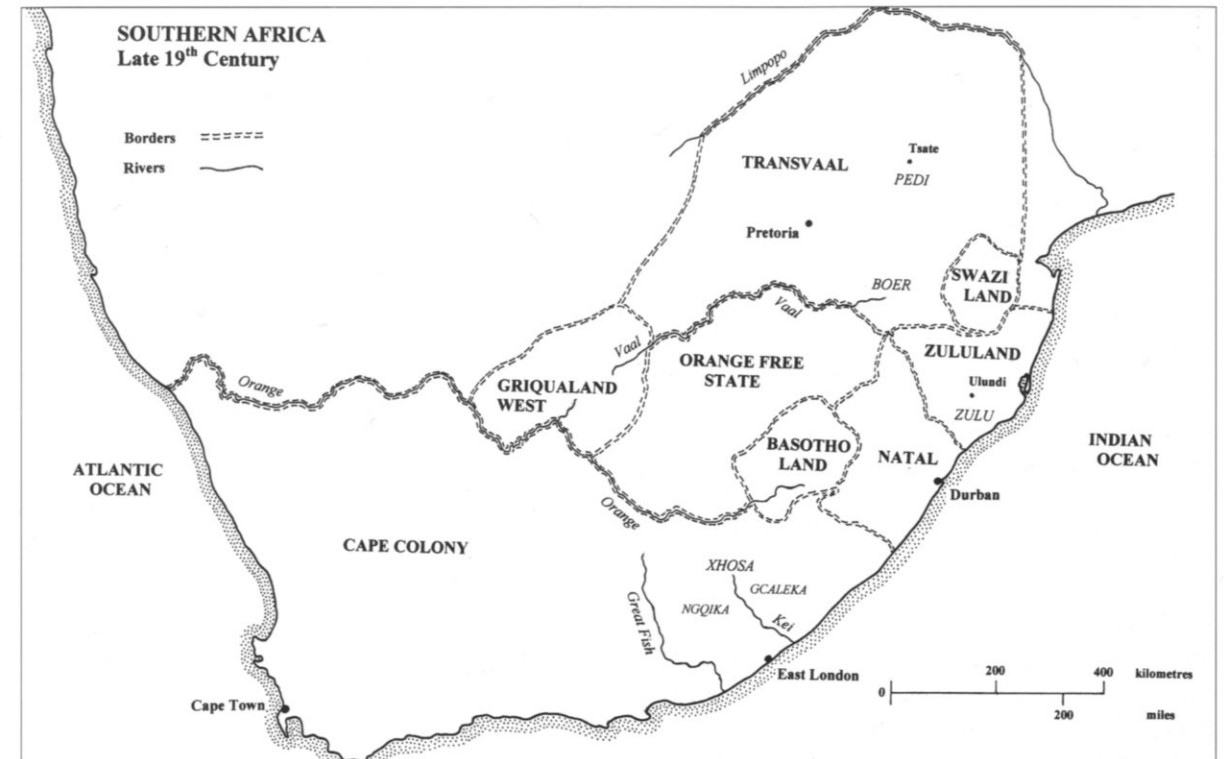 SOUTHERN AFRICA
Late 19th Century
Borders
Rivers
Limpopo
TRANSVAAL
Tsate
PEDI
Pretoria
BOER
SWAZI
LAND
Vaal
Vaal
ZULULAND
Ulundi
ZULU
ORANGE FREE
STATE
Orange
GRIQUALAND
WEST
BASOTHO
LAND
NATAL
INDIAN
OCEAN
ATLANTIC
OCEAN
Durban
Orange
CAPE COLONY
XHOSA
GCALEKA
NGQIKA
Great Fish
Kei
East London
Cape Town
200
400
kilometres
0
200
miles